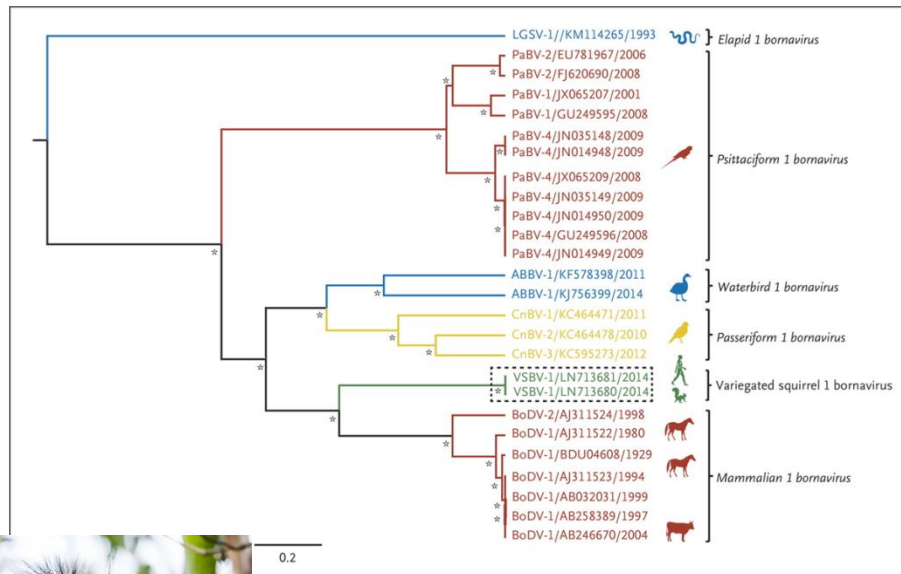 LGSV-1//KM114265/1993
Elapid 1 bornavirus
PaBV-2/EU781967/2006
PaBV-2/FJ620690/2008
PaBV-1/JX065207/2001
PaBV-1/GU249595/2008
PaBV-4/JN035148/2009
PaBV-4/JN014948/2009
PaBV-4/JX065209/2008
PaBV-4/JN035149/2009
PaBV-4/JN014950/2009
PaBV-4/GU249596/2008
PaBV-4/JN014949/2009
Psittaciform 1 bornavirus
ABBV-1/KF578398/2011
ABBV-1/KJ756399/2014
Waterbird 1 bornavirus
CnBV-1/KC464471/2011
CnBV-2/KC464478/2010
CnBV-3/KC595273/2012
Passeriform 1 bornavirus
VSBV-1/LN713681/2014
VSBV-1/LN713680/2014
Variegated squirrel 1 bornavirus
BoDV-2/AJ311524/1998
BoDV-1/AJ311522/1980
BoDV-1/BDU04608/1929
BoDV-1/AJ311523/1994
BoDV-1/AB032031/1999
BoDV-1/AB258389/1997
BoDV-1/AB246670/2004
Mammalian 1 bornavirus
0.2